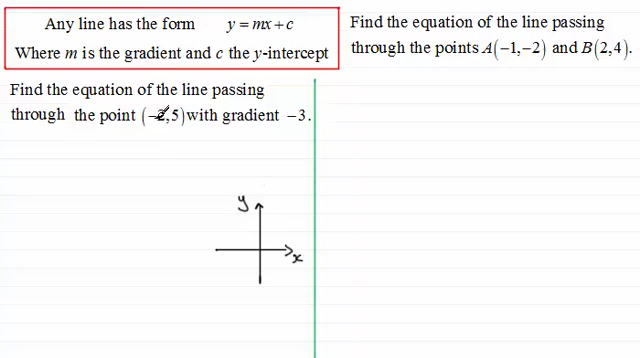 Any line has the form y = mx + c
Where m is the gradient and c the y-intercept
Find the equation of the line passing
through the points A(−1,−2) and B(2,4).
Find the equation of the line passing
through the point (−2,5) with gradient −3.
y
x